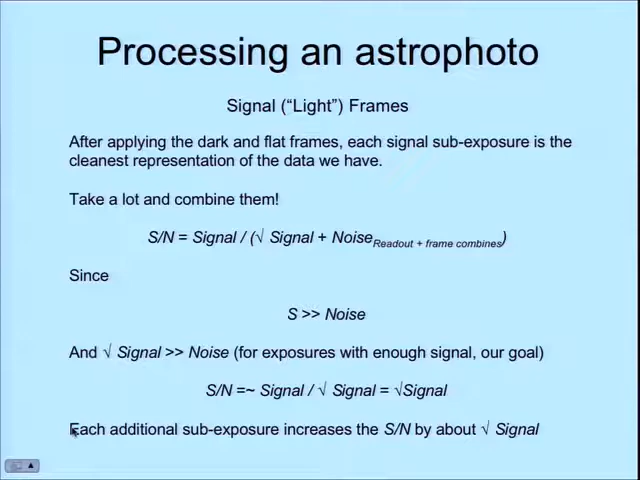 Processing an astrophoto
Signal (“Light”) Frames
After applying the dark and flat frames, each signal sub-exposure is the
cleanest representation of the data we have.
Take a lot and combine them!
S/N = Signal / (√ Signal + Noise Readout + frame combines)
Since
S >> Noise
And √ Signal >> Noise (for exposures with enough signal, our goal)
S/N =~ Signal / √ Signal = √Signal
Each additional sub-exposure increases the S/N by about √ Signal